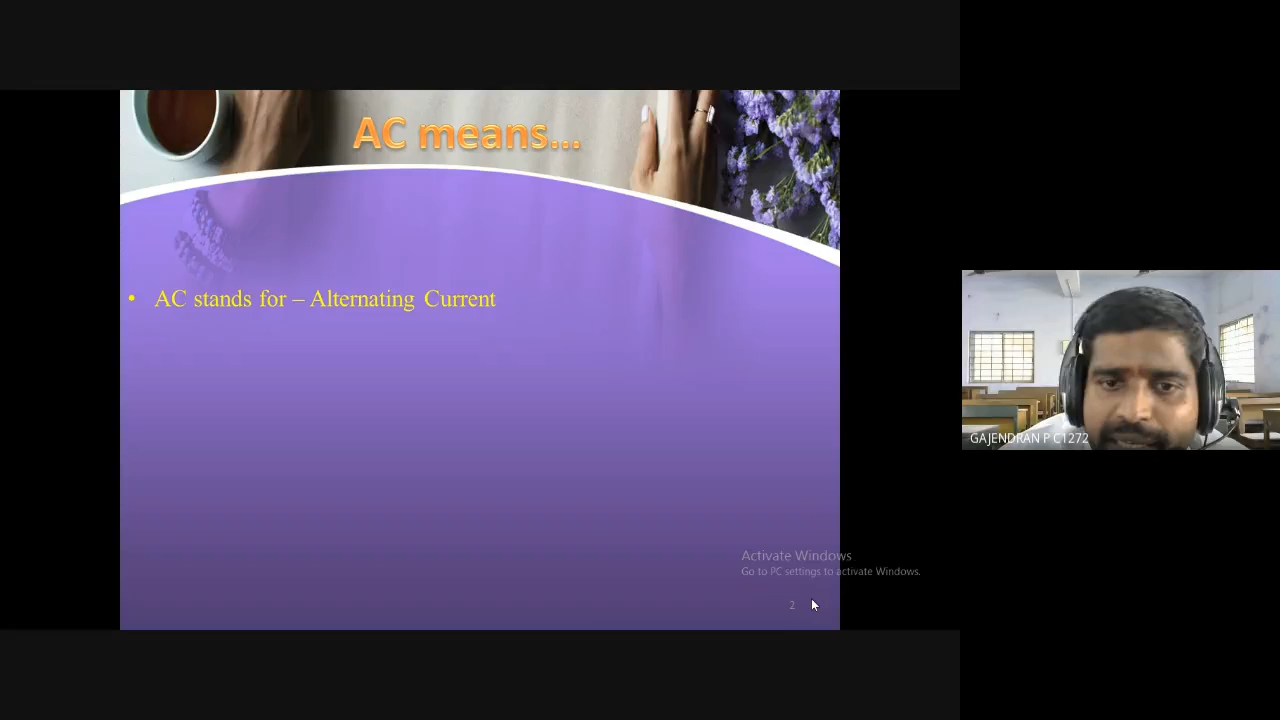 AC means...
• AC stands for – Alternating Current
Activate Windows
Go to PC settings to activate Windows.
2
GAJENDRAN P C1272